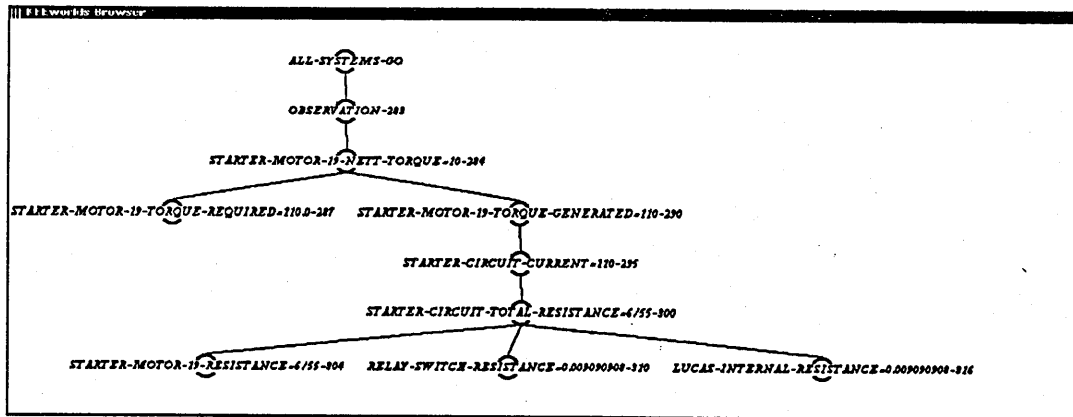 KEEworlds Browser
ALL-SYSTEMS-GO
OBSERVATION-283
STARTER-MOTOR-19-NETT-TORQUE=10-284
STARTER-MOTOR-19-TORQUE-REQUIRED=110.0-287 STARTER-MOTOR-19-TORQUE-GENERATED=110-290
STARTER-CIRCUIT-CURRENT=110-295
STARTER-CIRCUIT-TOTAL-RESISTANCE=6/55-300
STARTER-MOTOR-19-RESISTANCE=6/55-304 RELAY-SWITCH-RESISTANCE=0.009090908-310 LUCAS-INTERNAL-RESISTANCE=0.009090908-316